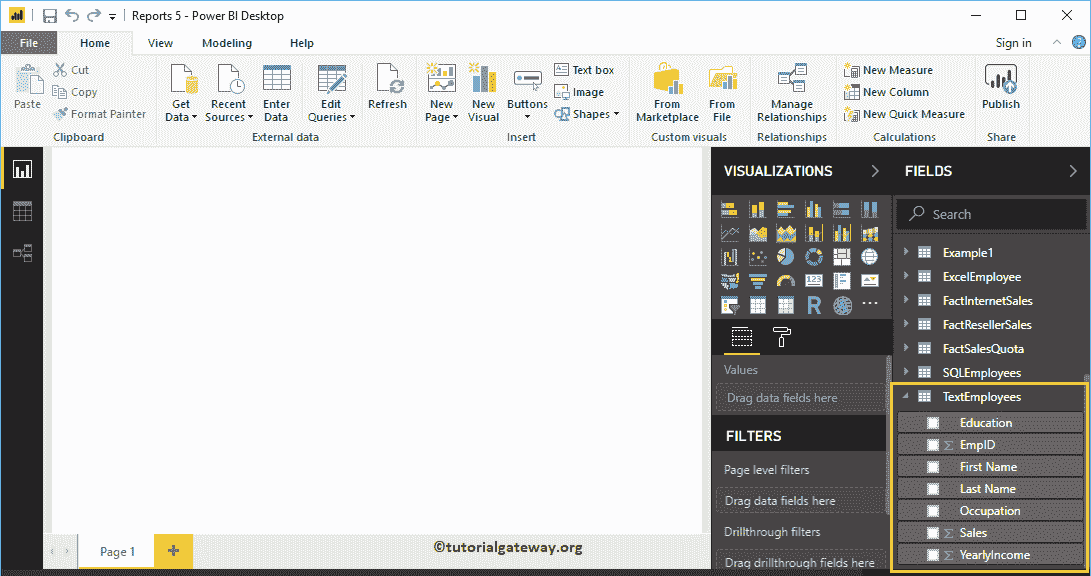 Reports 5 - Power BI Desktop
File Home View Modeling Help Sign in
Paste
Cut
Copy
Format Painter
Clipboard
Get Data
Recent Sources
Enter Data
Edit Queries
External data
Refresh
New Page
New Visual
Buttons
Text box
Image
Shapes
Insert
From Marketplace
From File
Custom visuals
Manage Relationships
Relationships
New Measure
New Column
New Quick Measure
Calculations
Publish
Share
VISUALIZATIONS
123
R
Values
Drag data fields here
FILTERS
Page level filters
Drag data fields here
Drillthrough filters
Drag drillthrough fields here
FIELDS
Search
Example1
ExcelEmployee
FactInternetSales
FactResellerSales
FactSalesQuota
SQLEmployees
TextEmployees
Education
Σ EmpID
First Name
Last Name
Occupation
Σ Sales
Σ YearlyIncome
Page 1 +
©tutorialgateway.org